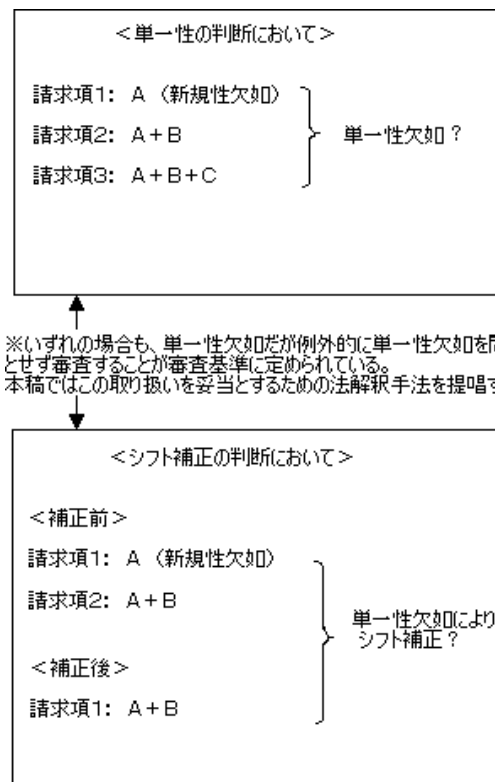 ＜単一性の判断において＞
請求項1： A （新規性欠如）
請求項2： A＋B
単一性欠如？
請求項3： A＋B＋C
※いずれの場合も、単一性欠如だが例外的に単一性欠如を問
とせず審査することが審査基準に定められている。
本稿ではこの取り扱いを妥当とするための法解釈手法を提唱す
＜シフト補正の判断において＞
＜補正前＞
請求項1： A （新規性欠如）
請求項2： A＋B
単一性欠如により
シフト補正？
＜補正後＞
請求項1： A＋B